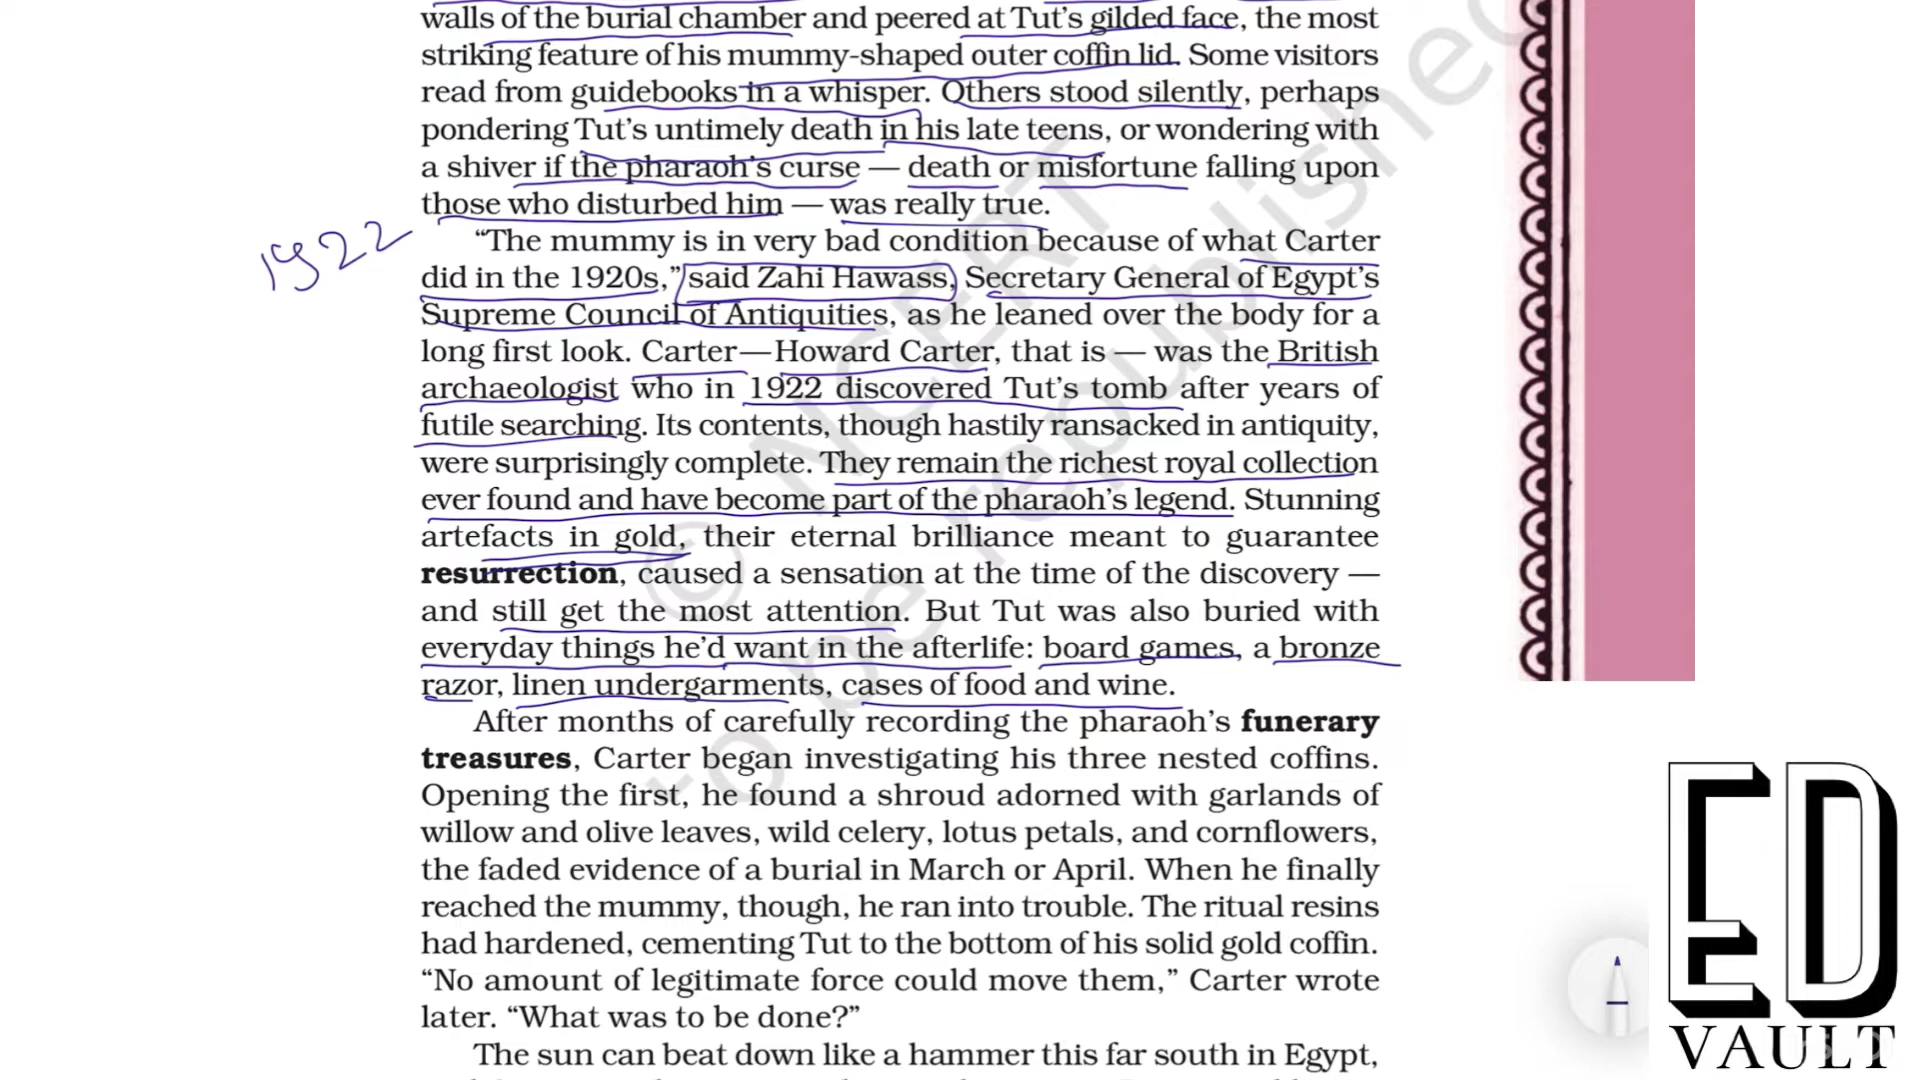 walls of the burial chamber and peered at Tut's gilded face, the most
striking feature of his mummy-shaped outer coffin lid. Some visitors
read from guidebooks in a whisper. Others stood silently, perhaps
pondering Tut's untimely death in his late teens, or wondering with
a shiver if the pharaoh's curse — death or misfortune falling upon
those who disturbed him — was really true.
1922
“The mummy is in very bad condition because of what Carter
did in the 1920s,” said Zahi Hawass, Secretary General of Egypt's
Supreme Council of Antiquities, as he leaned over the body for a
long first look. Carter—Howard Carter, that is — was the British
archaeologist who in 1922 discovered Tut's tomb after years of
futile searching. Its contents, though hastily ransacked in antiquity,
were surprisingly complete. They remain the richest royal collection
ever found and have become part of the pharaoh's legend. Stunning
artefacts in gold, their eternal brilliance meant to guarantee
resurrection, caused a sensation at the time of the discovery —
and still get the most attention. But Tut was also buried with
everyday things he'd want in the afterlife: board games, a bronze
razor, linen undergarments, cases of food and wine.
After months of carefully recording the pharaoh's funerary
treasures, Carter began investigating his three nested coffins.
Opening the first, he found a shroud adorned with garlands of
willow and olive leaves, wild celery, lotus petals, and cornflowers,
the faded evidence of a burial in March or April. When he finally
reached the mummy, though, he ran into trouble. The ritual resins
had hardened, cementing Tut to the bottom of his solid gold coffin.
“No amount of legitimate force could move them,” Carter wrote
later. “What was to be done?”
The sun can beat down like a hammer this far south in Egypt,
© NCERT
to be republished
ED
VAULT